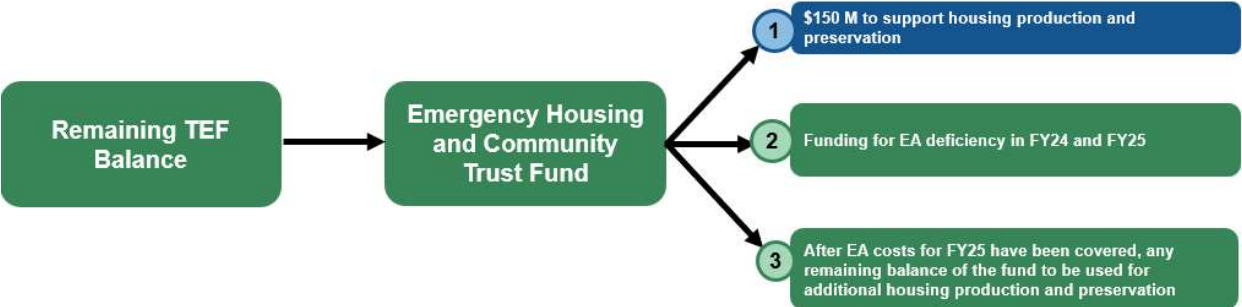 Remaining TEF
Balance
Emergency Housing
and Community
Trust Fund
1
$150 M to support housing production and
preservation
2
Funding for EA deficiency in FY24 and FY25
3
After EA costs for FY25 have been covered, any
remaining balance of the fund to be used for
additional housing production and preservation